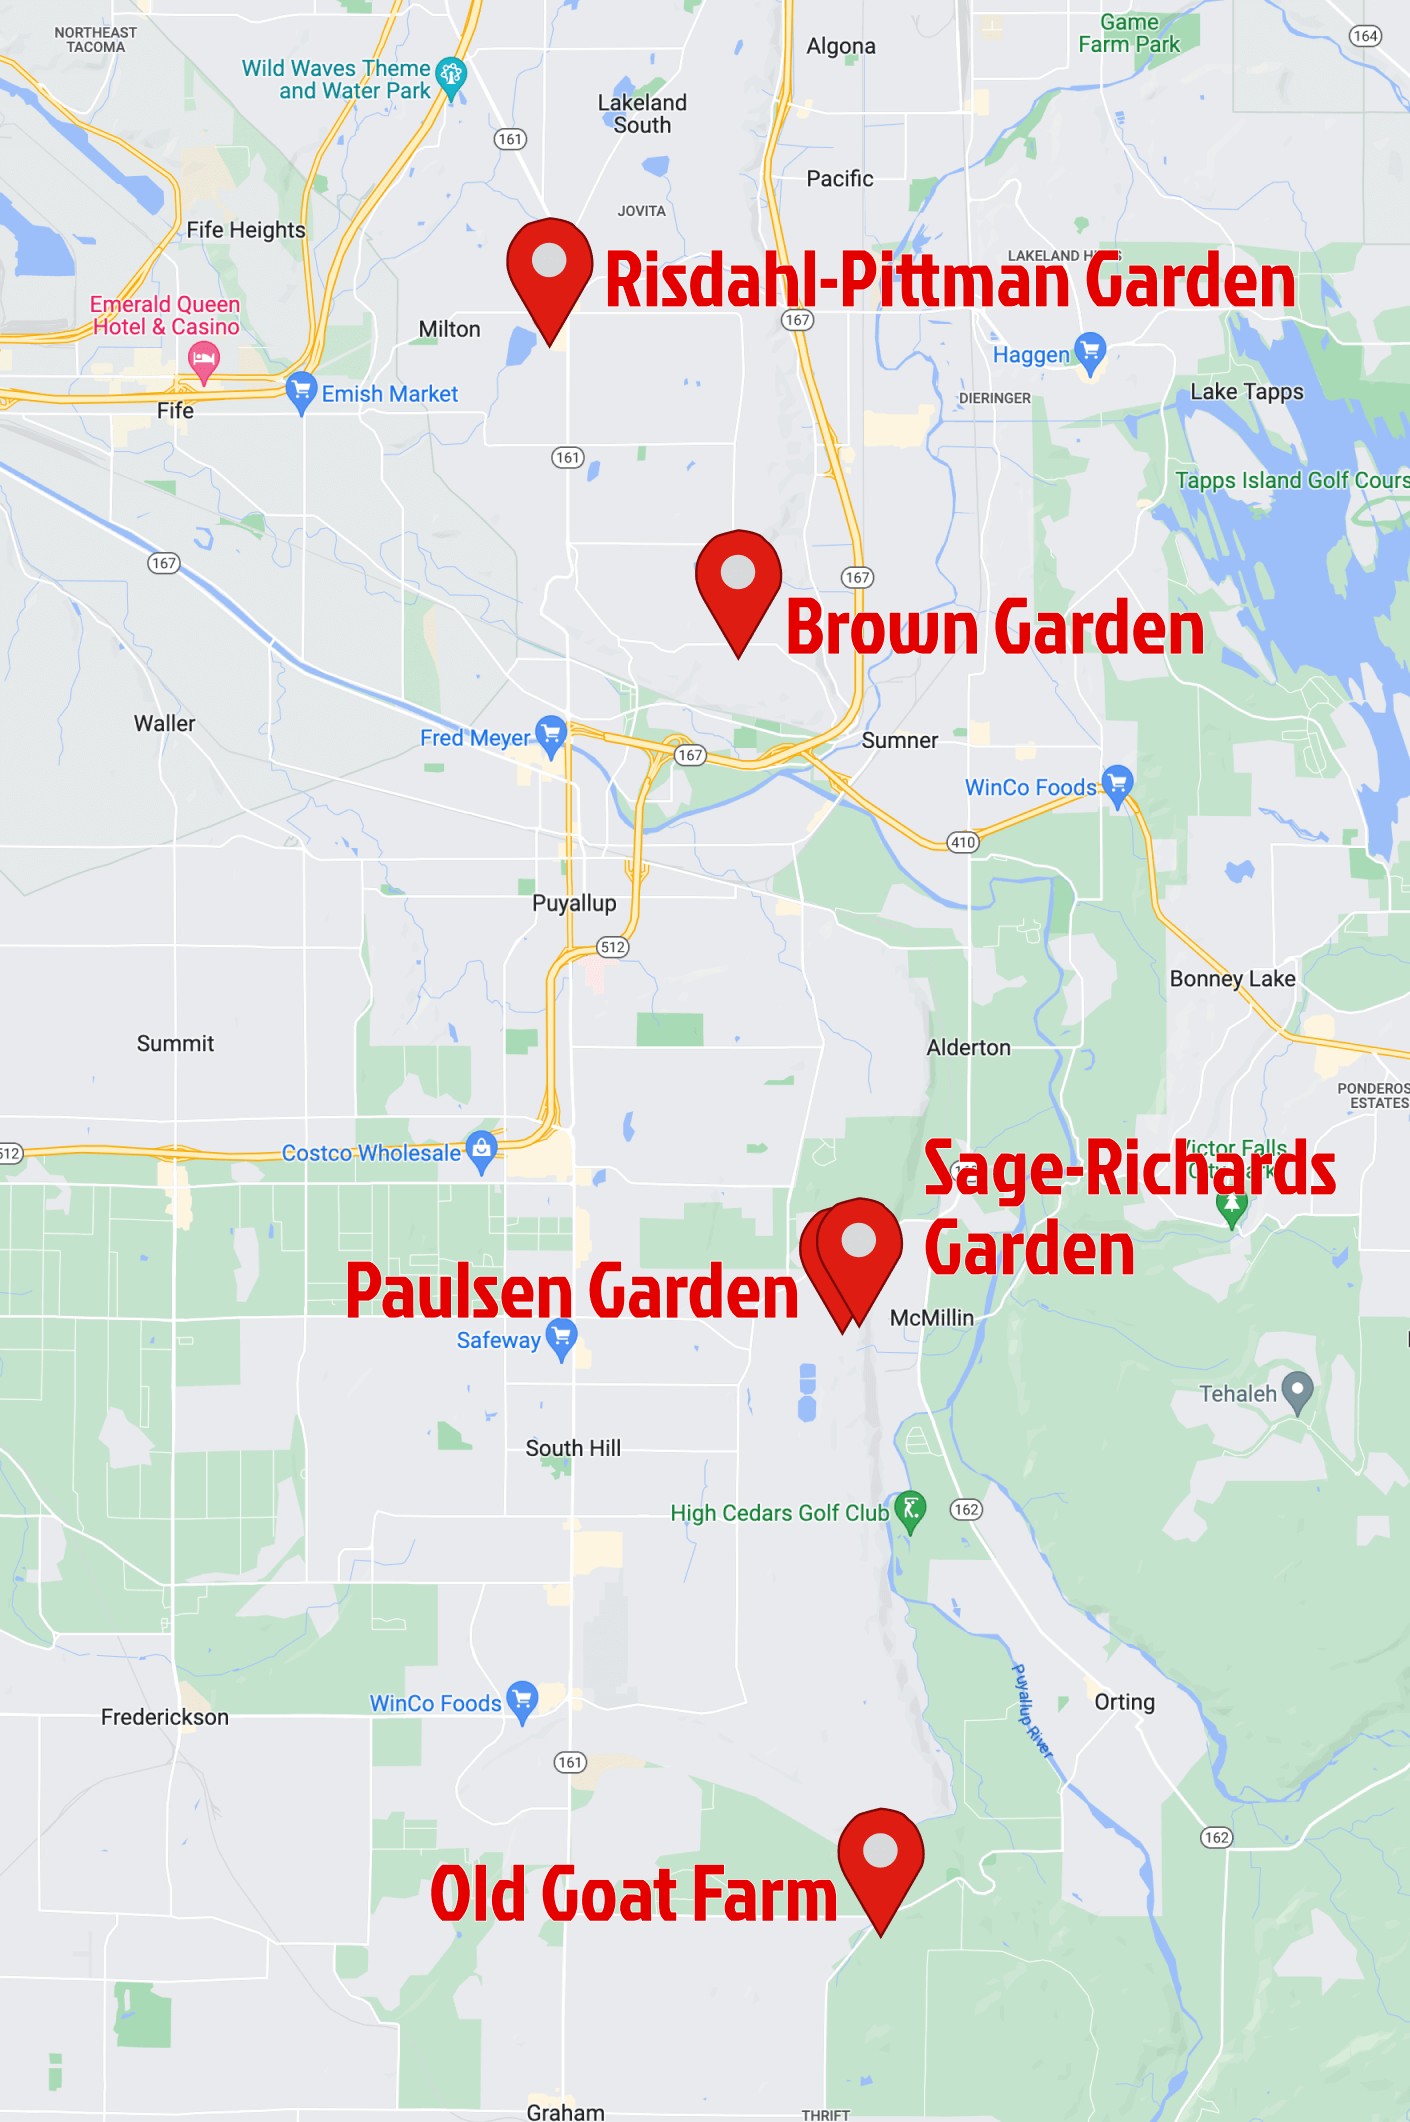 NORTHEAST
TACOMA
Game
Farm Park
164
Algona
Wild Waves Theme
and Water Park
Lakeland
South
161
Pacific
JOVITA
Fife Heights
LAKELAND
Risdahl-Pittman Garden
Emerald Queen
Hotel & Casino
Milton
167
Haggen
Lake Tapps
Emish Market
DIERINGER
Fife
161
Tapps Island Golf Cours
167
167
Brown Garden
Waller
Fred Meyer
167
Sumner
WinCo Foods
410
Puyallup
512
Bonney Lake
Summit
Alderton
PONDEROS
ESTATES
512
Costco Wholesale
Victor Falls
Sage-Richards
Garden
Paulsen Garden
McMillin
Safeway
Tehaleh
South Hill
High Cedars Golf Club
162
Puyallup River
WinCo Foods
Orting
Frederickson
161
162
Old Goat Farm
Graham
THRIFT